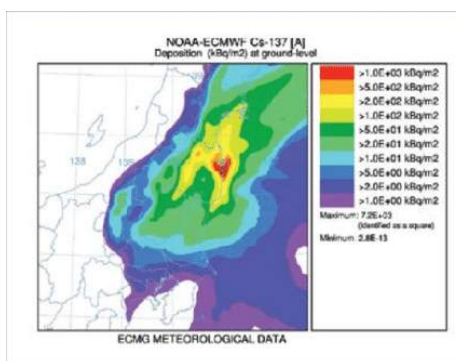 NOAA-ECMWF Cs-137 [A]
Deposition (kBq/m2) at ground-level
138
>1.0E+03 kBq/m2
>5.0E+02 kBq/m2
>2.0E+02 kBq/m2
>1.0E+02 kBq/m2
>5.0E+01 kBq/m2
>2.0E+01 kBq/m2
>1.0E+01 kBq/m2
>5.0E+00 kBq/m2
>2.0E+00 kBq/m2
>1.0E+00 kBq/m2
Maximum: 7.2E+03
(identified as a square)
Minimum: 2.8E-13
ECMG METEOROLOGICAL DATA